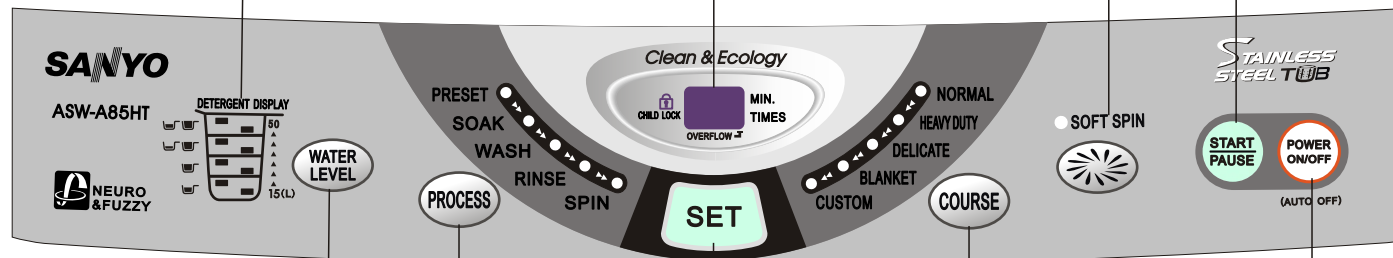 SANYO
ASW-A85HT
NEURO
&FUZZY
DETERGENT DISPLAY
50
15(L)
WATER
LEVEL
PRESET
SOAK
WASH
RINSE
SPIN
PROCESS
Clean & Ecology
CHILD LOCK
MIN.
TIMES
OVERFLOW
SET
NORMAL
HEAVY DUTY
DELICATE
BLANKET
CUSTOM
COURSE
SOFT SPIN
STAINLESS
STEEL TUB
START
PAUSE
POWER
ON/OFF
(AUTO OFF)